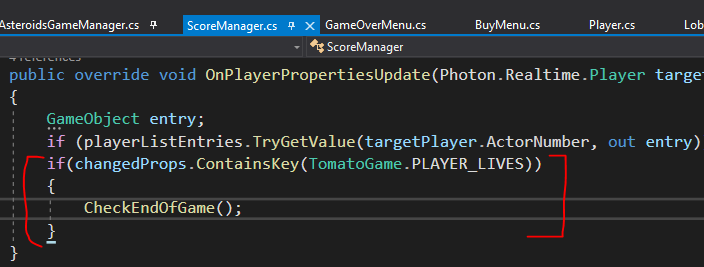 AsteroidsGameManager.cs ScoreManager.cs GameOverMenu.cs BuyMenu.cs Player.cs Lob
ScoreManager
4 references
public override void OnPlayerPropertiesUpdate(Photon.Realtime.Player targe
{
GameObject entry;
if (playerListEntries.TryGetValue(targetPlayer.ActorNumber, out entry)
if(changedProps.ContainsKey(TomatoGame.PLAYER_LIVES))
{
CheckEndOfGame();
}
}